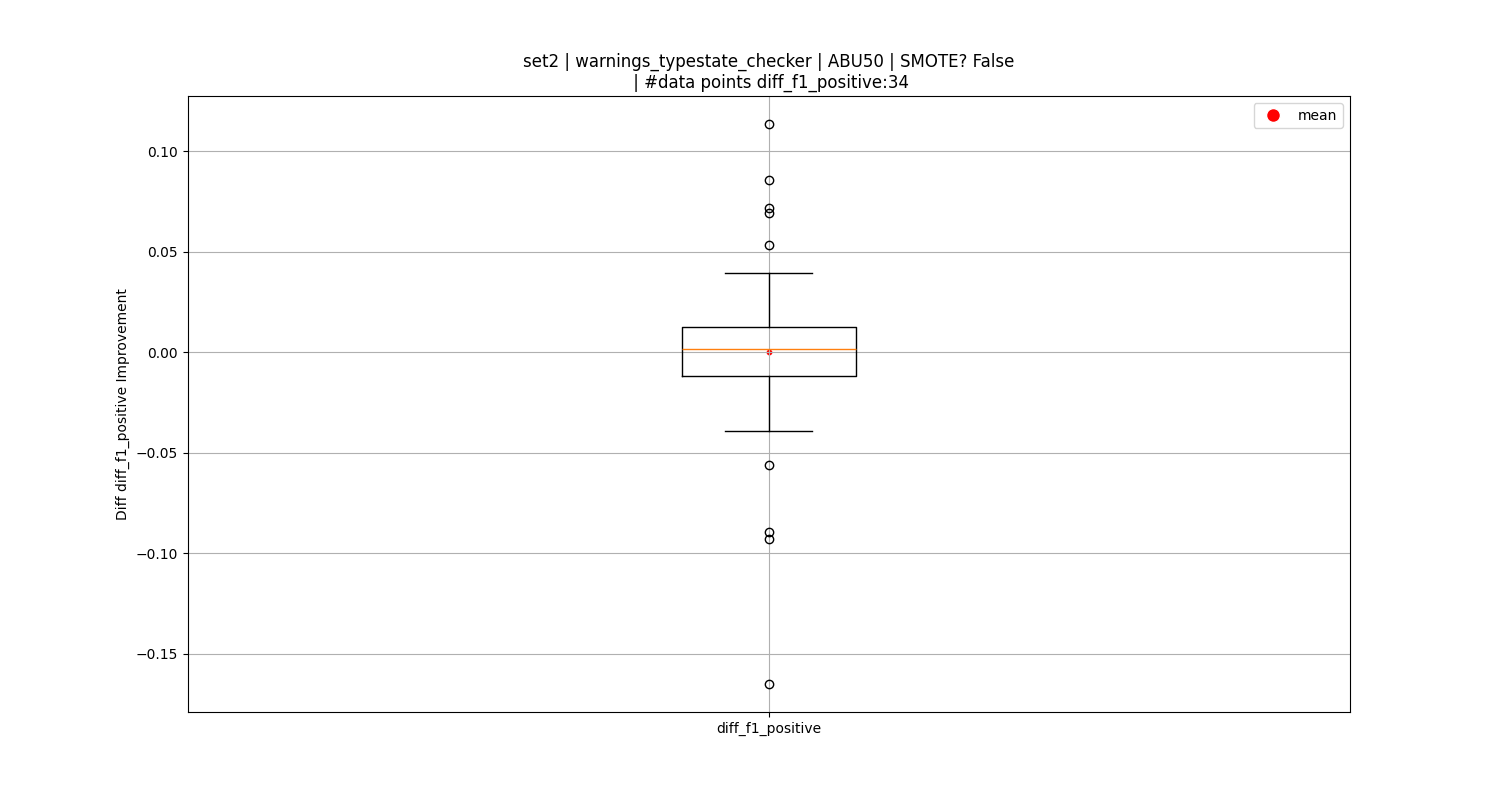 set2 | warnings_typestate_checker | ABU50 | SMOTE? False
| #data points diff_f1_positive:34
mean
0.10
0.05
0.00
−0.05
−0.10
−0.15
Diff diff_f1_positive Improvement
diff_f1_positive